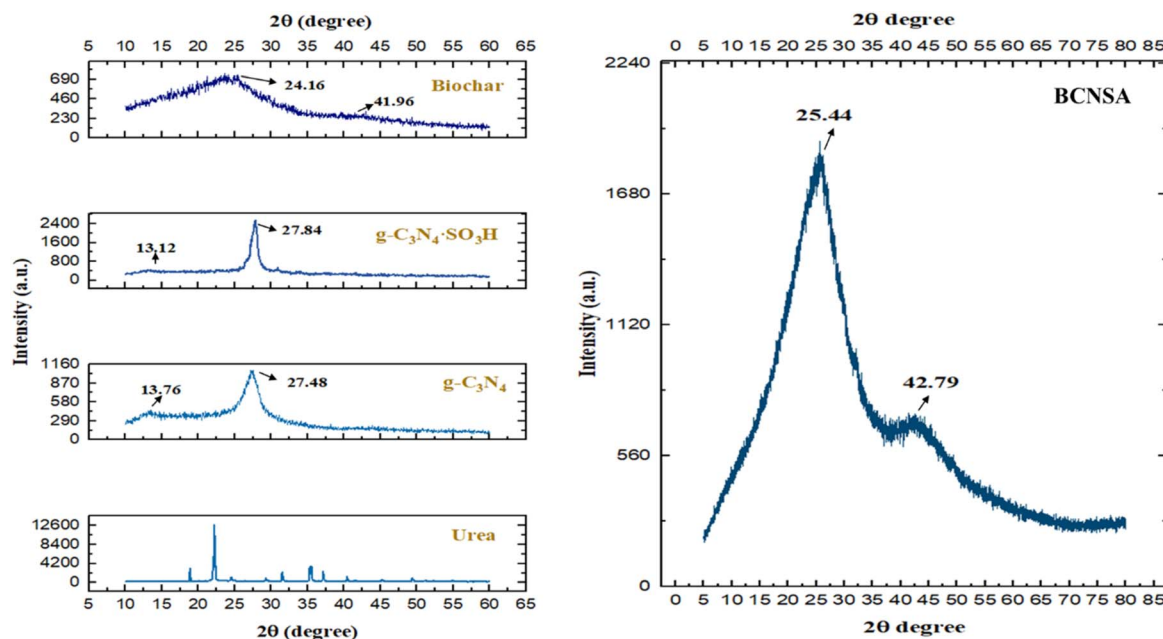 2θ (degree)
5 10 15 20 25 30 35 40 45 50 55 60 65
690
460
230
0
Biochar
24.16
41.96
2400
1600
800
0
g-C₃N₄·SO₃H
13.12
27.84
Intensity (a.u.)
1160
870
580
290
0
g-C₃N₄
13.76
27.48
12600
8400
4200
0
Urea
5 10 15 20 25 30 35 40 45 50 55 60 65
2θ (degree)
2θ degree
0 5 10 15 20 25 30 35 40 45 50 55 60 65 70 75 80 85
2240
1680
1120
560
0
Intensity (a.u.)
BCNSA
25.44
42.79
0 5 10 15 20 25 30 35 40 45 50 55 60 65 70 75 80 85
2θ degree